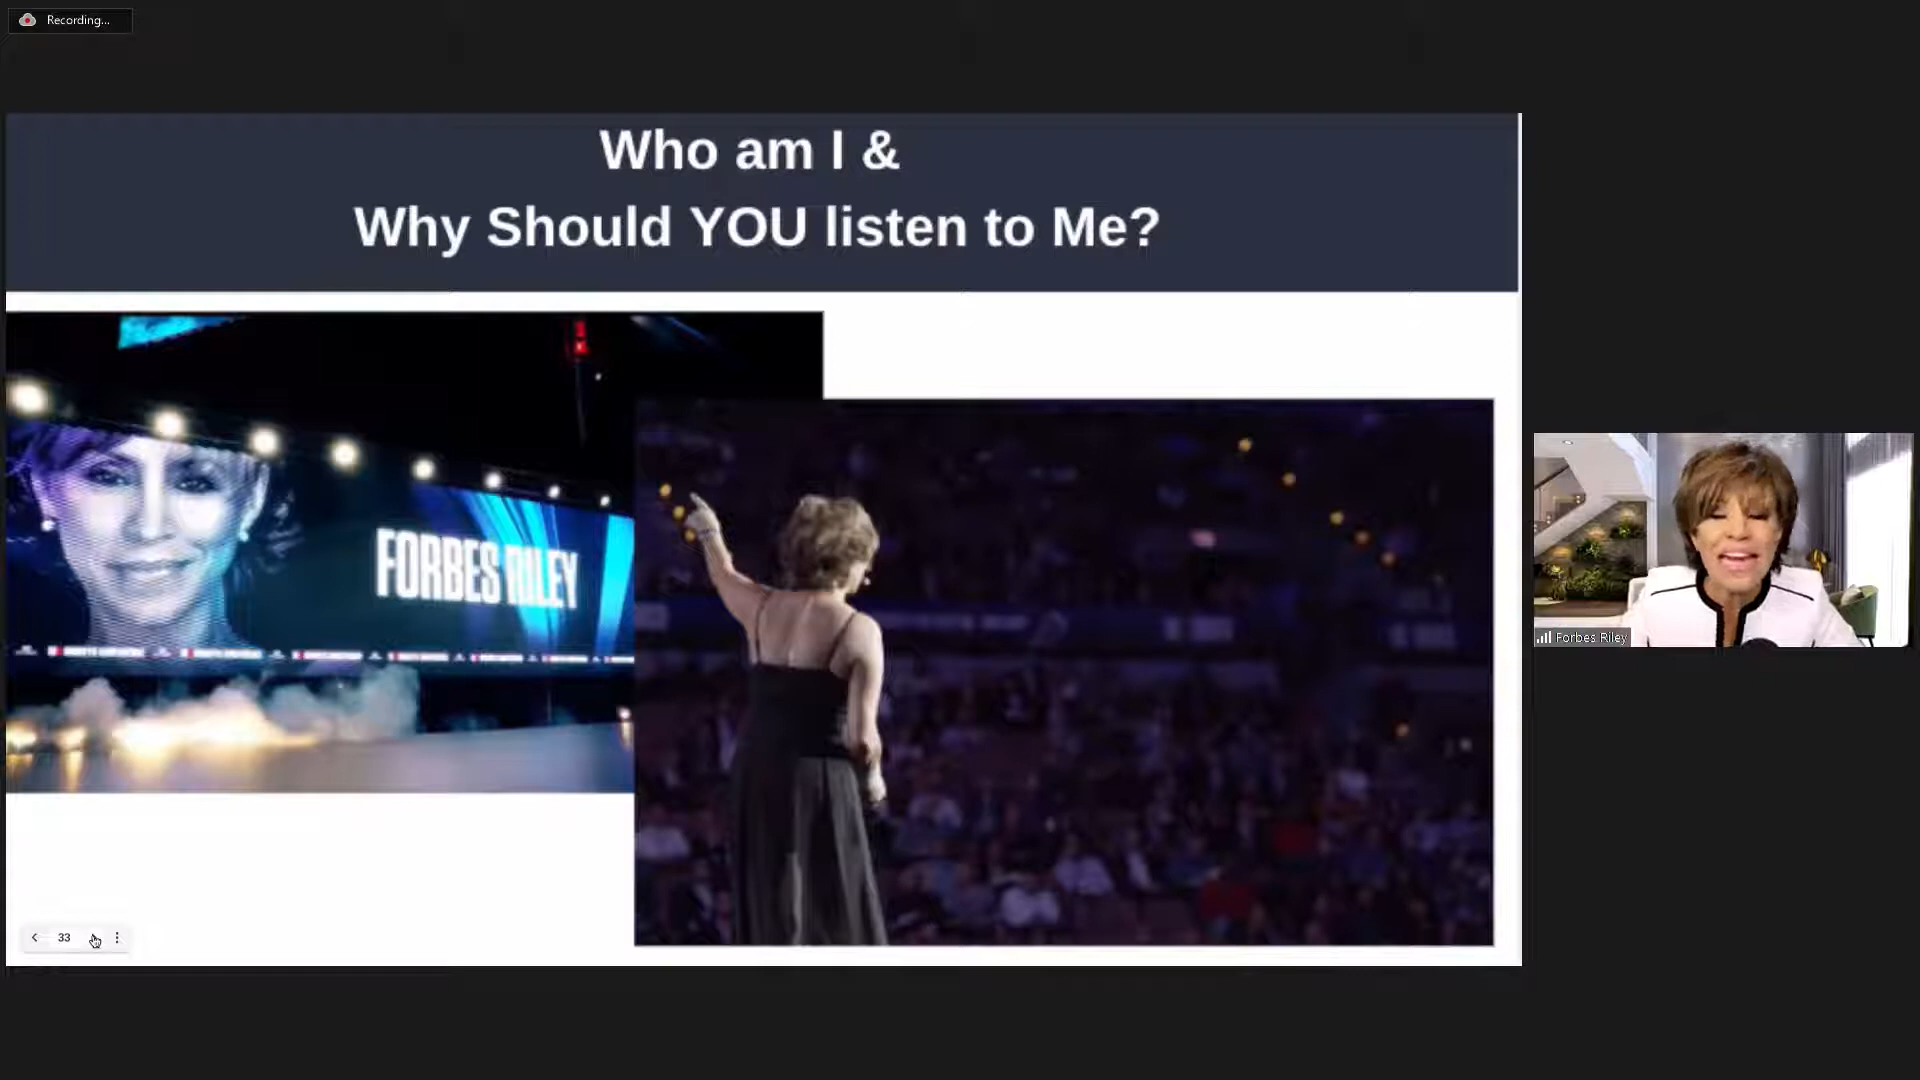 Recording...
Who am I &
Why Should YOU listen to Me?
FORBES RILEY
Forbes Riley
33